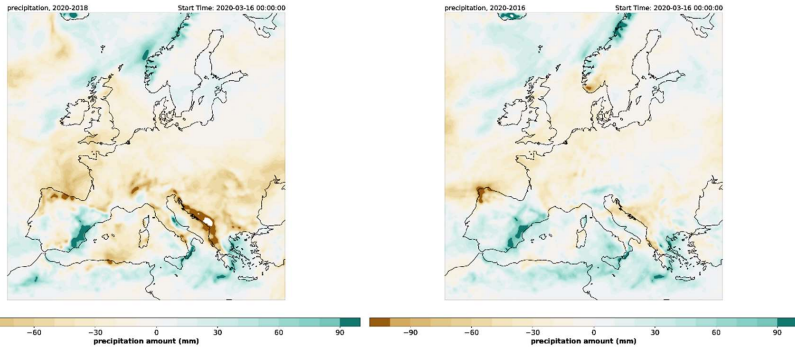 precipitation, 2020-2018 Start Time: 2020-03-16 00:00:00
precipitation, 2020-2016 Start Time: 2020-03-16 00:00:00
−60 −30 0 30 60 90
precipitation amount (mm)
−90 −60 −30 0 30 60 90
precipitation amount (mm)